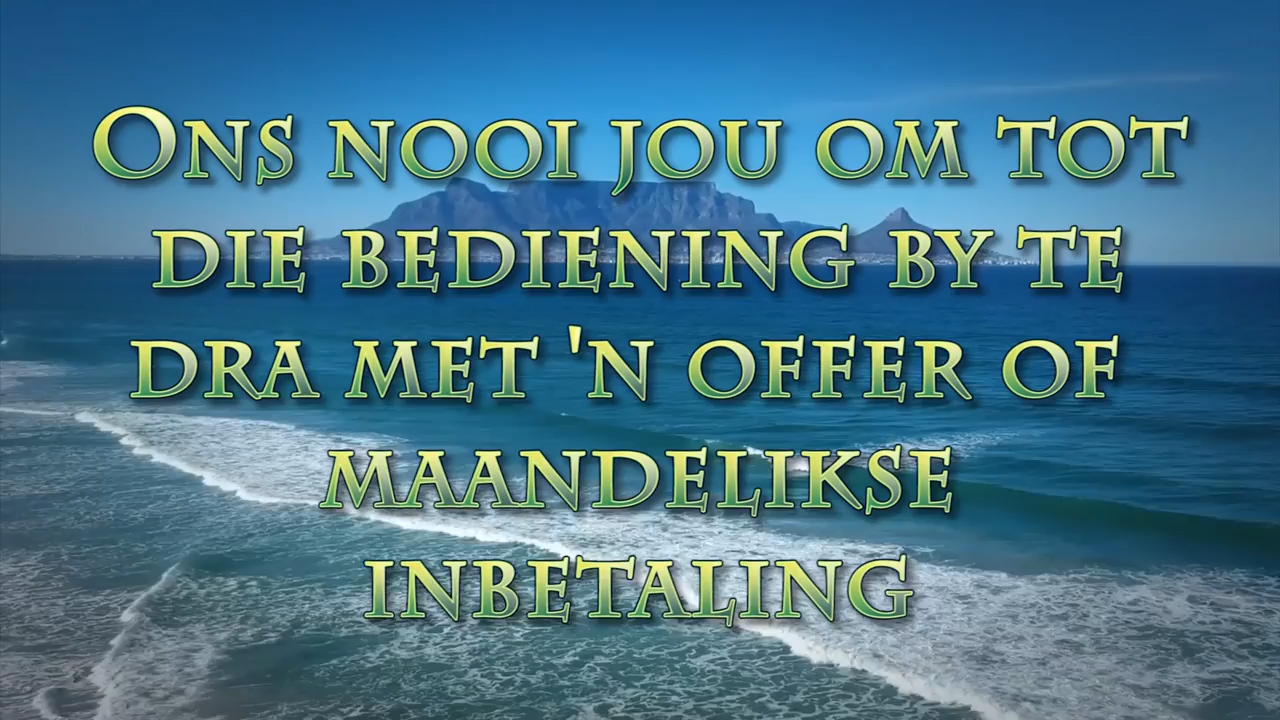 Ons nooi jou om tot
die bediening by te
dra met 'n offer of
maandelikse
inbetaling